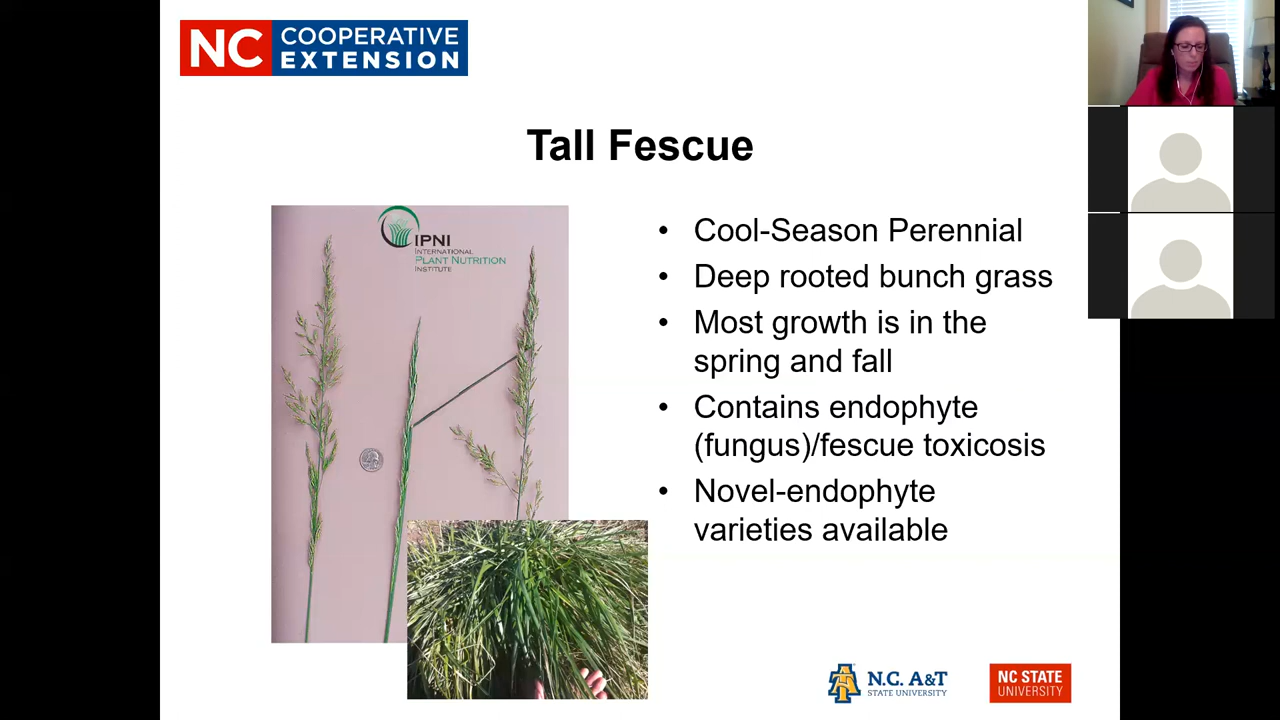 NC COOPERATIVE
EXTENSION
Tall Fescue
IPNI
INTERNATIONAL
PLANT NUTRITION
INSTITUTE
• Cool-Season Perennial
• Deep rooted bunch grass
• Most growth is in the
spring and fall
• Contains endophyte
(fungus)/fescue toxicosis
• Novel-endophyte
varieties available
N.C. A&T
STATE UNIVERSITY
NC STATE
UNIVERSITY